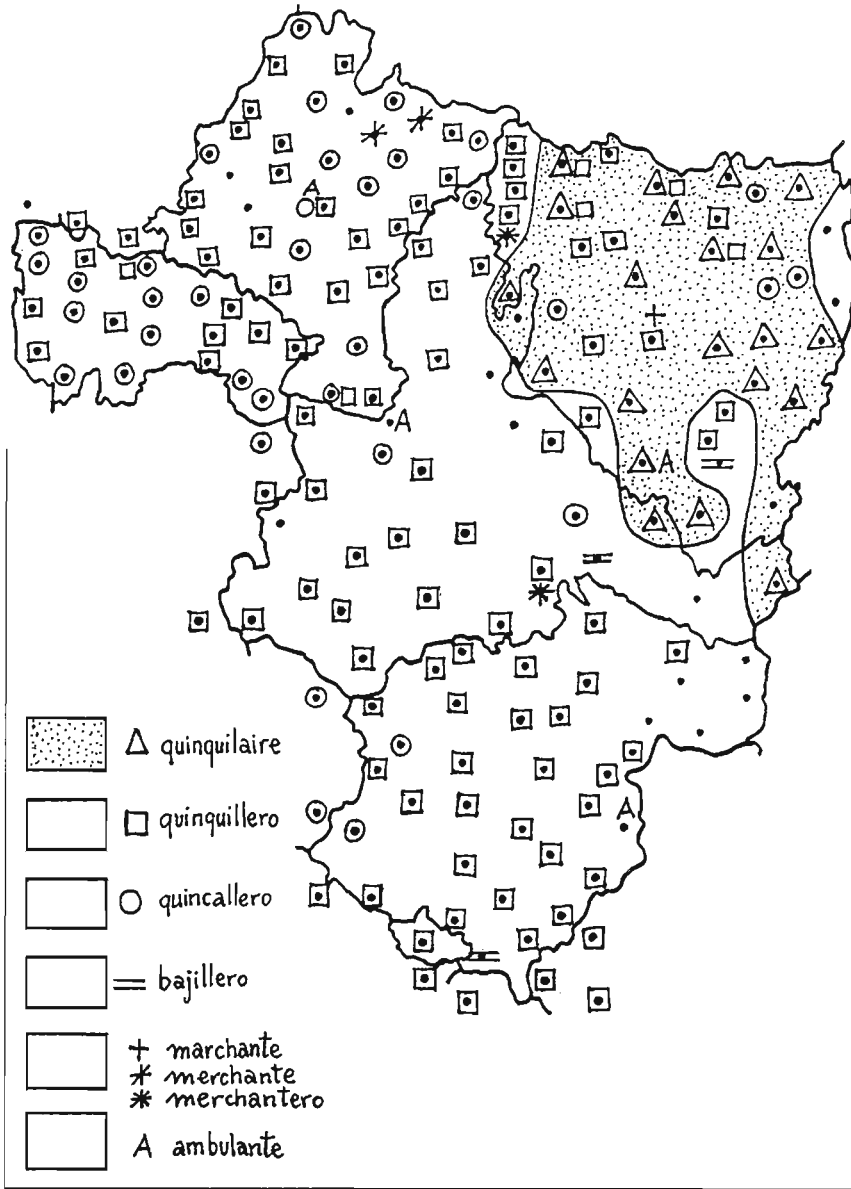 A
A
A
A
quinquilaire
quinquillero
quincallero
bajillero
marchante
merchante
merchantero
A ambulante